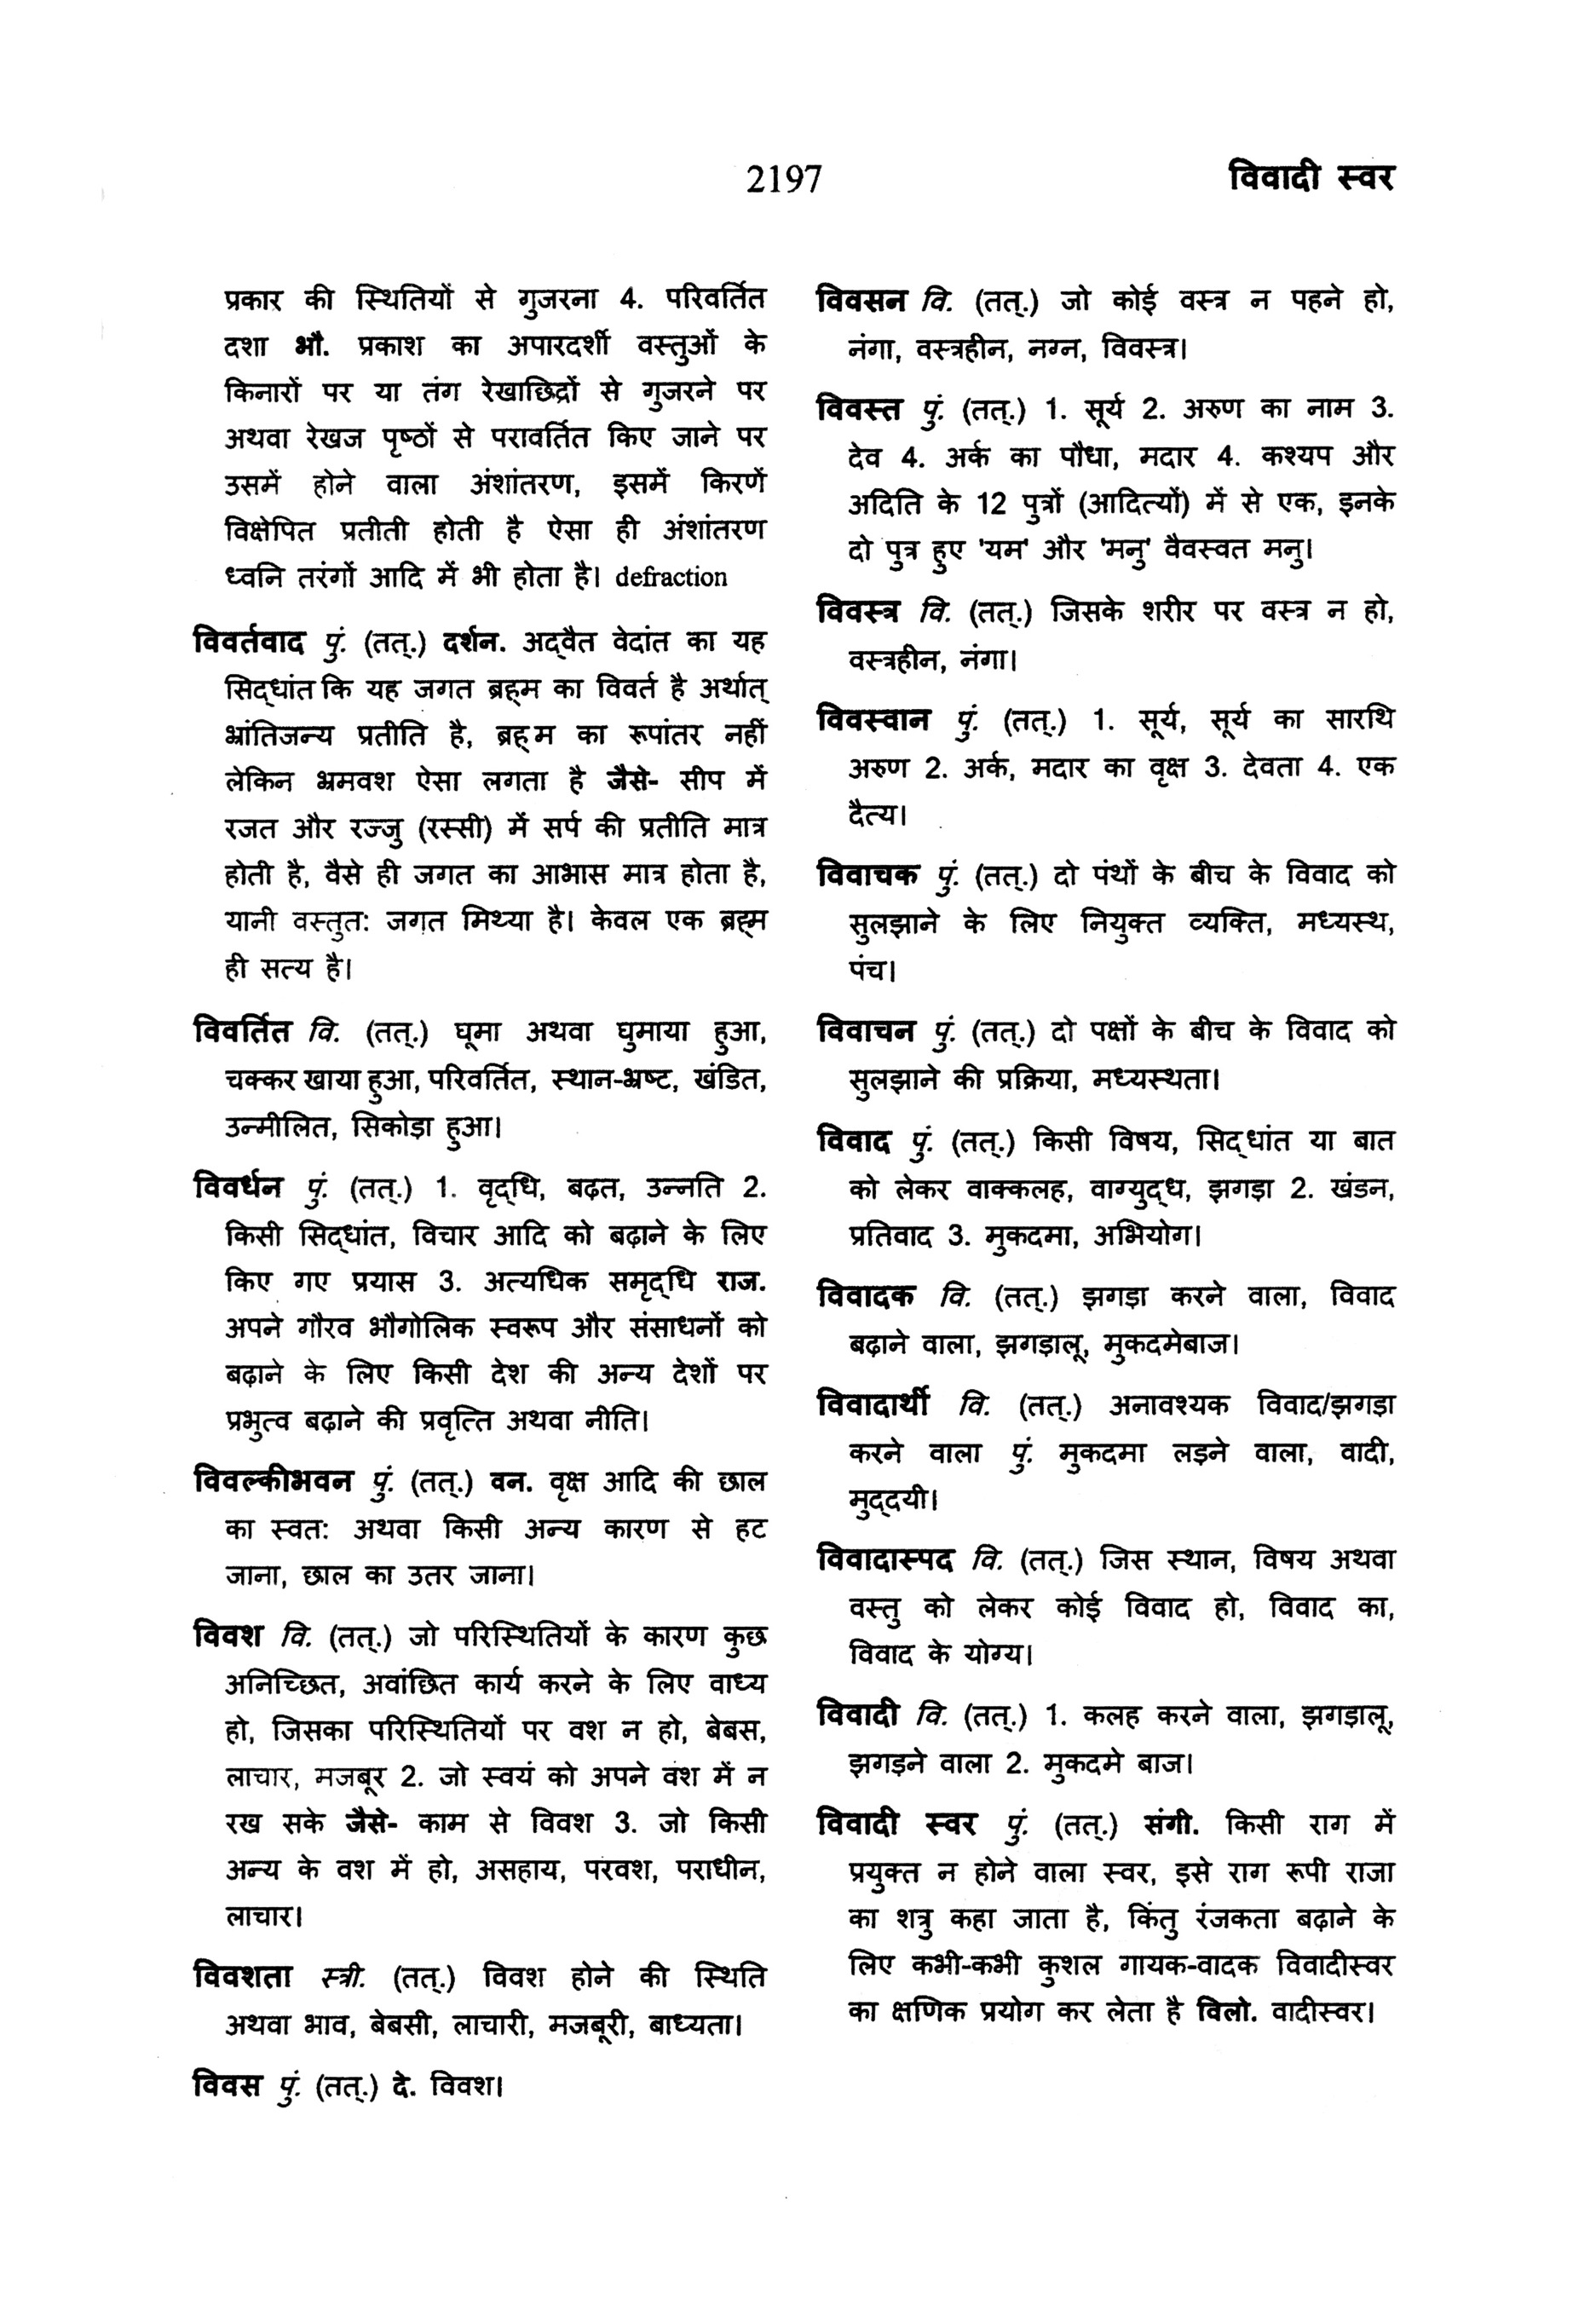 2197
विवादी स्वर
प्रकार की स्थितियों से गुजरना 4. परिवर्तित
दशा भौ. प्रकाश का अपारदर्शी वस्तुओं के
किनारों पर या तंग रेखाछिद्रों से गुजरने पर
अथवा रेखज पृष्ठों से परावर्तित किए जाने पर
उसमें होने वाला अंशांतरण, इसमें किरणें
विक्षेपित प्रतीती होती है ऐसा ही अंशांतरण
ध्वनि तरंगों आदि में भी होता है। defraction
विवर्तवाद पुं. (तत्.) दर्शन. अद्‌वैत वेदांत का यह
सिद्‌धांत कि यह जगत ब्रह्म का विवर्त है अर्थात्
भ्रांतिजन्य प्रतीति है, ब्रह्म का रूपांतर नहीं
लेकिन भ्रमवश ऐसा लगता है जैसे- सीप में
रजत और रज्जु (रस्सी) में सर्प की प्रतीति मात्र
होती है, वैसे ही जगत का आभास मात्र होता है,
यानी वस्तुत: जगत मिथ्या है। केवल एक ब्रह्म
ही सत्य है।
विवर्तित वि. (तत्.) घूमा अथवा घुमाया हुआ,
चक्कर खाया हुआ, परिवर्तित, स्थान-भ्रष्ट, खंडित,
उन्मीलित, सिकोड़ा हुआ।
विवर्धन पुं. (तत्.) 1. वृद्‌धि, बढ़त, उन्नति 2.
किसी सिद्‌धांत, विचार आदि को बढ़ाने के लिए
किए गए प्रयास 3. अत्यधिक समृद्‌धि राज.
अपने गौरव भौगोलिक स्वरूप और संसाधनों को
बढ़ाने के लिए किसी देश की अन्य देशों पर
प्रभुत्व बढ़ाने की प्रवृत्ति अथवा नीति।
विवल्कीभवन पुं. (तत्.) वन. वृक्ष आदि की छाल
का स्वत: अथवा किसी अन्य कारण से हट
जाना, छाल का उतर जाना।
विवश वि. (तत्.) जो परिस्थितियों के कारण कुछ
अनिच्छित, अवांछित कार्य करने के लिए वाध्य
हो, जिसका परिस्थितियों पर वश न हो, बेबस,
लाचार, मजबूर 2. जो स्वयं को अपने वश में न
रख सके जैसे- काम से विवश 3. जो किसी
अन्य के वश में हो, असहाय, परवश, पराधीन,
लाचार।
विवशता स्त्री. (तत्.) विवश होने की स्थिति
अथवा भाव, बेबसी, लाचारी, मजबूरी, बाध्यता।
विवस पुं. (तत्.) दे. विवश।
विवसन वि. (तत्.) जो कोई वस्त्र न पहने हो,
नंगा, वस्त्रहीन, नग्न, विवस्त्र।
विवस्त पुं. (तत्.) 1. सूर्य 2. अरुण का नाम 3.
देव 4. अर्क का पौधा, मदार 4. कश्यप और
अदिति के 12 पुत्रों (आदित्यों) में से एक, इनके
दो पुत्र हुए 'यम' और 'मनु' वैवस्वत मनु।
विवस्त्र वि. (तत्.) जिसके शरीर पर वस्त्र न हो,
वस्त्रहीन, नंगा।
विवस्वान पुं. (तत्.) 1. सूर्य, सूर्य का सारथि
अरुण 2. अर्क, मदार का वृक्ष 3. देवता 4. एक
दैत्य।
विवाचक पुं. (तत्.) दो पंथों के बीच के विवाद को
सुलझाने के लिए नियुक्त व्यक्ति, मध्यस्थ,
पंच।
विवाचन पुं. (तत्.) दो पक्षों के बीच के विवाद को
सुलझाने की प्रक्रिया, मध्यस्थता।
विवाद पुं. (तत्.) किसी विषय, सिद्‌धांत या बात
को लेकर वाक्कलह, वाग्युद्‌ध, झगड़ा 2. खंडन,
प्रतिवाद 3. मुकदमा, अभियोग।
विवादक वि. (तत्.) झगड़ा करने वाला, विवाद
बढ़ाने वाला, झगड़ालू, मुकदमेबाज।
विवादार्थी वि. (तत्.) अनावश्यक विवाद/झगड़ा
करने वाला पुं. मुकदमा लड़ने वाला, वादी,
मुद्‌दयी।
विवादास्पद वि. (तत्.) जिस स्थान, विषय अथवा
वस्तु को लेकर कोई विवाद हो, विवाद का,
विवाद के योग्य।
विवादी वि. (तत्.) 1. कलह करने वाला, झगड़ालू,
झगड़ने वाला 2. मुकदमे बाज।
विवादी स्वर पुं. (तत्.) संगी. किसी राग में
प्रयुक्त न होने वाला स्वर, इसे राग रूपी राजा
का शत्रु कहा जाता है, किंतु रंजकता बढ़ाने के
लिए कभी-कभी कुशल गायक-वादक विवादीस्वर
का क्षणिक प्रयोग कर लेता है विलो. वादीस्वर।